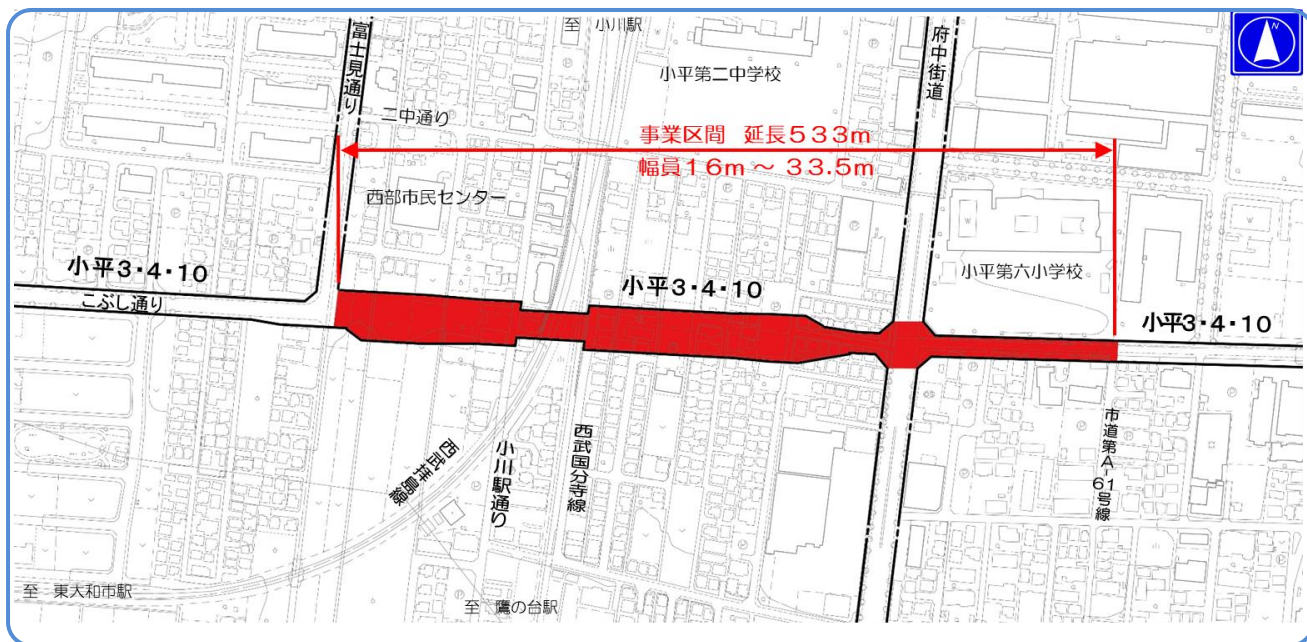 N
至 小川駅
富士見通り
府中街道
小平第二中学校
二中通り
事業区間 延長533m
幅員16m ～ 33.5m
西部市民センター
小平第六小学校
小平3・4・10
こぶし通り
小平3・4・10
小平3・4・10
西武拝島線
小川駅通り
西武国分寺線
市道第A-61号線
至 東大和市駅
至 鷹の台駅